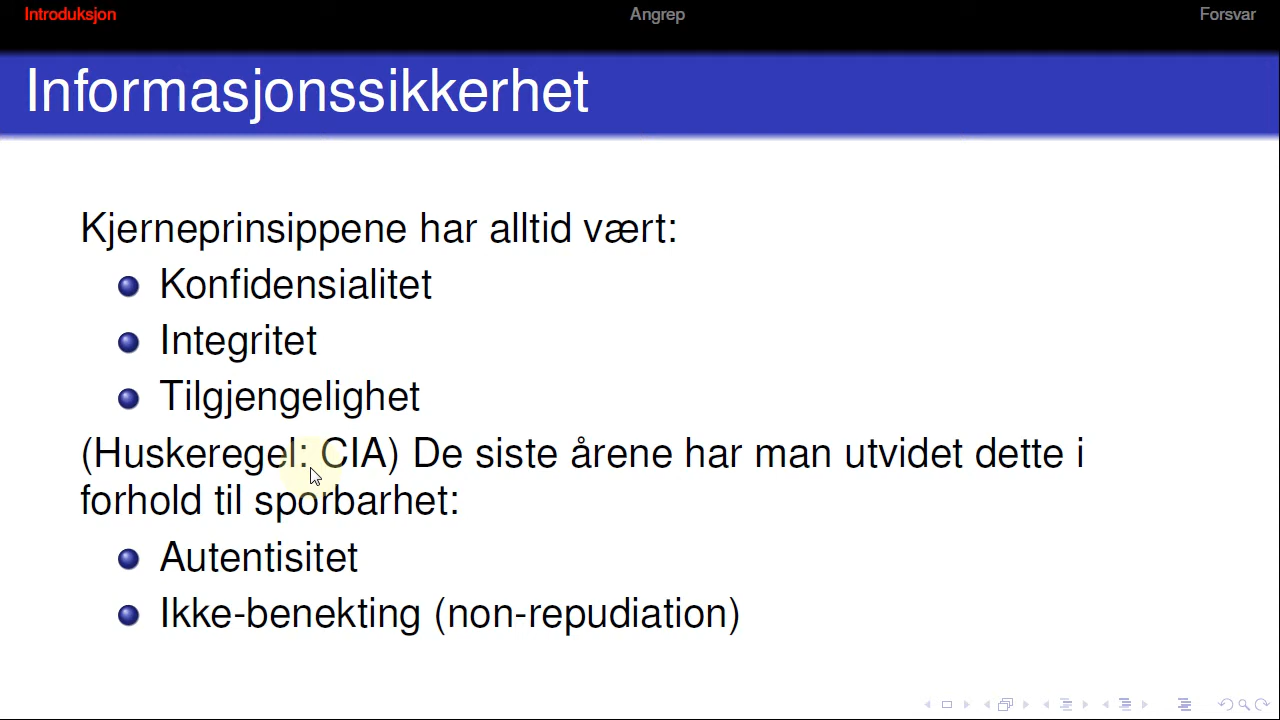 Introduksjon Angrep Forsvar
Informasjonssikkerhet
Kjerneprinsippene har alltid vært:
Konfidensialitet
Integritet
Tilgjengelighet
(Huskeregel: CIA) De siste årene har man utvidet dette i
forhold til sporbarhet:
Autentisitet
Ikke-benekting (non-repudiation)